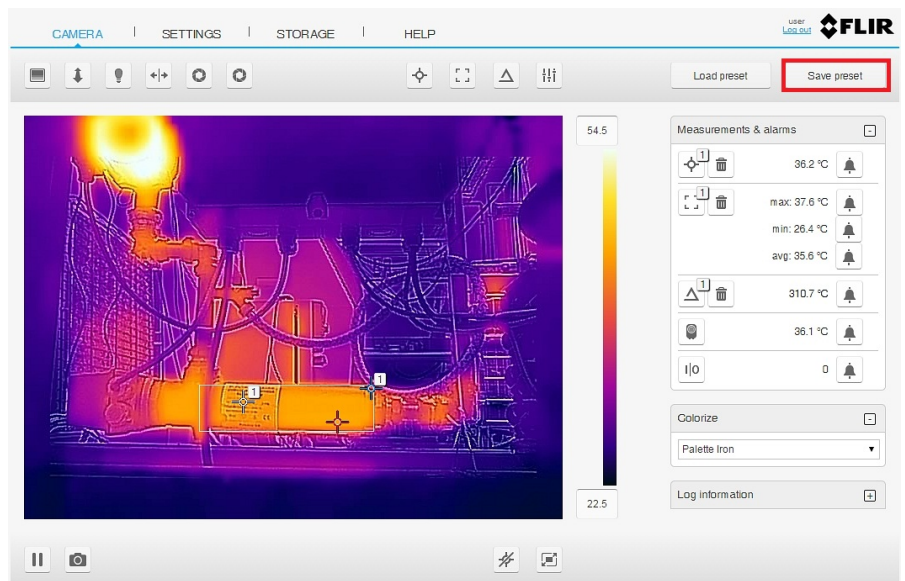 CAMERA
SETTINGS
STORAGE
HELP
user
Log out
FLIR
Load preset
Save preset
54.5
22.5
1
1
Measurements & alarms
1
36.2 °C
1
max: 37.6 °C
min: 26.4 °C
avg: 35.6 °C
1
310.7 °C
36.1 °C
I|O
0
Colorize
Palette Iron
Log information